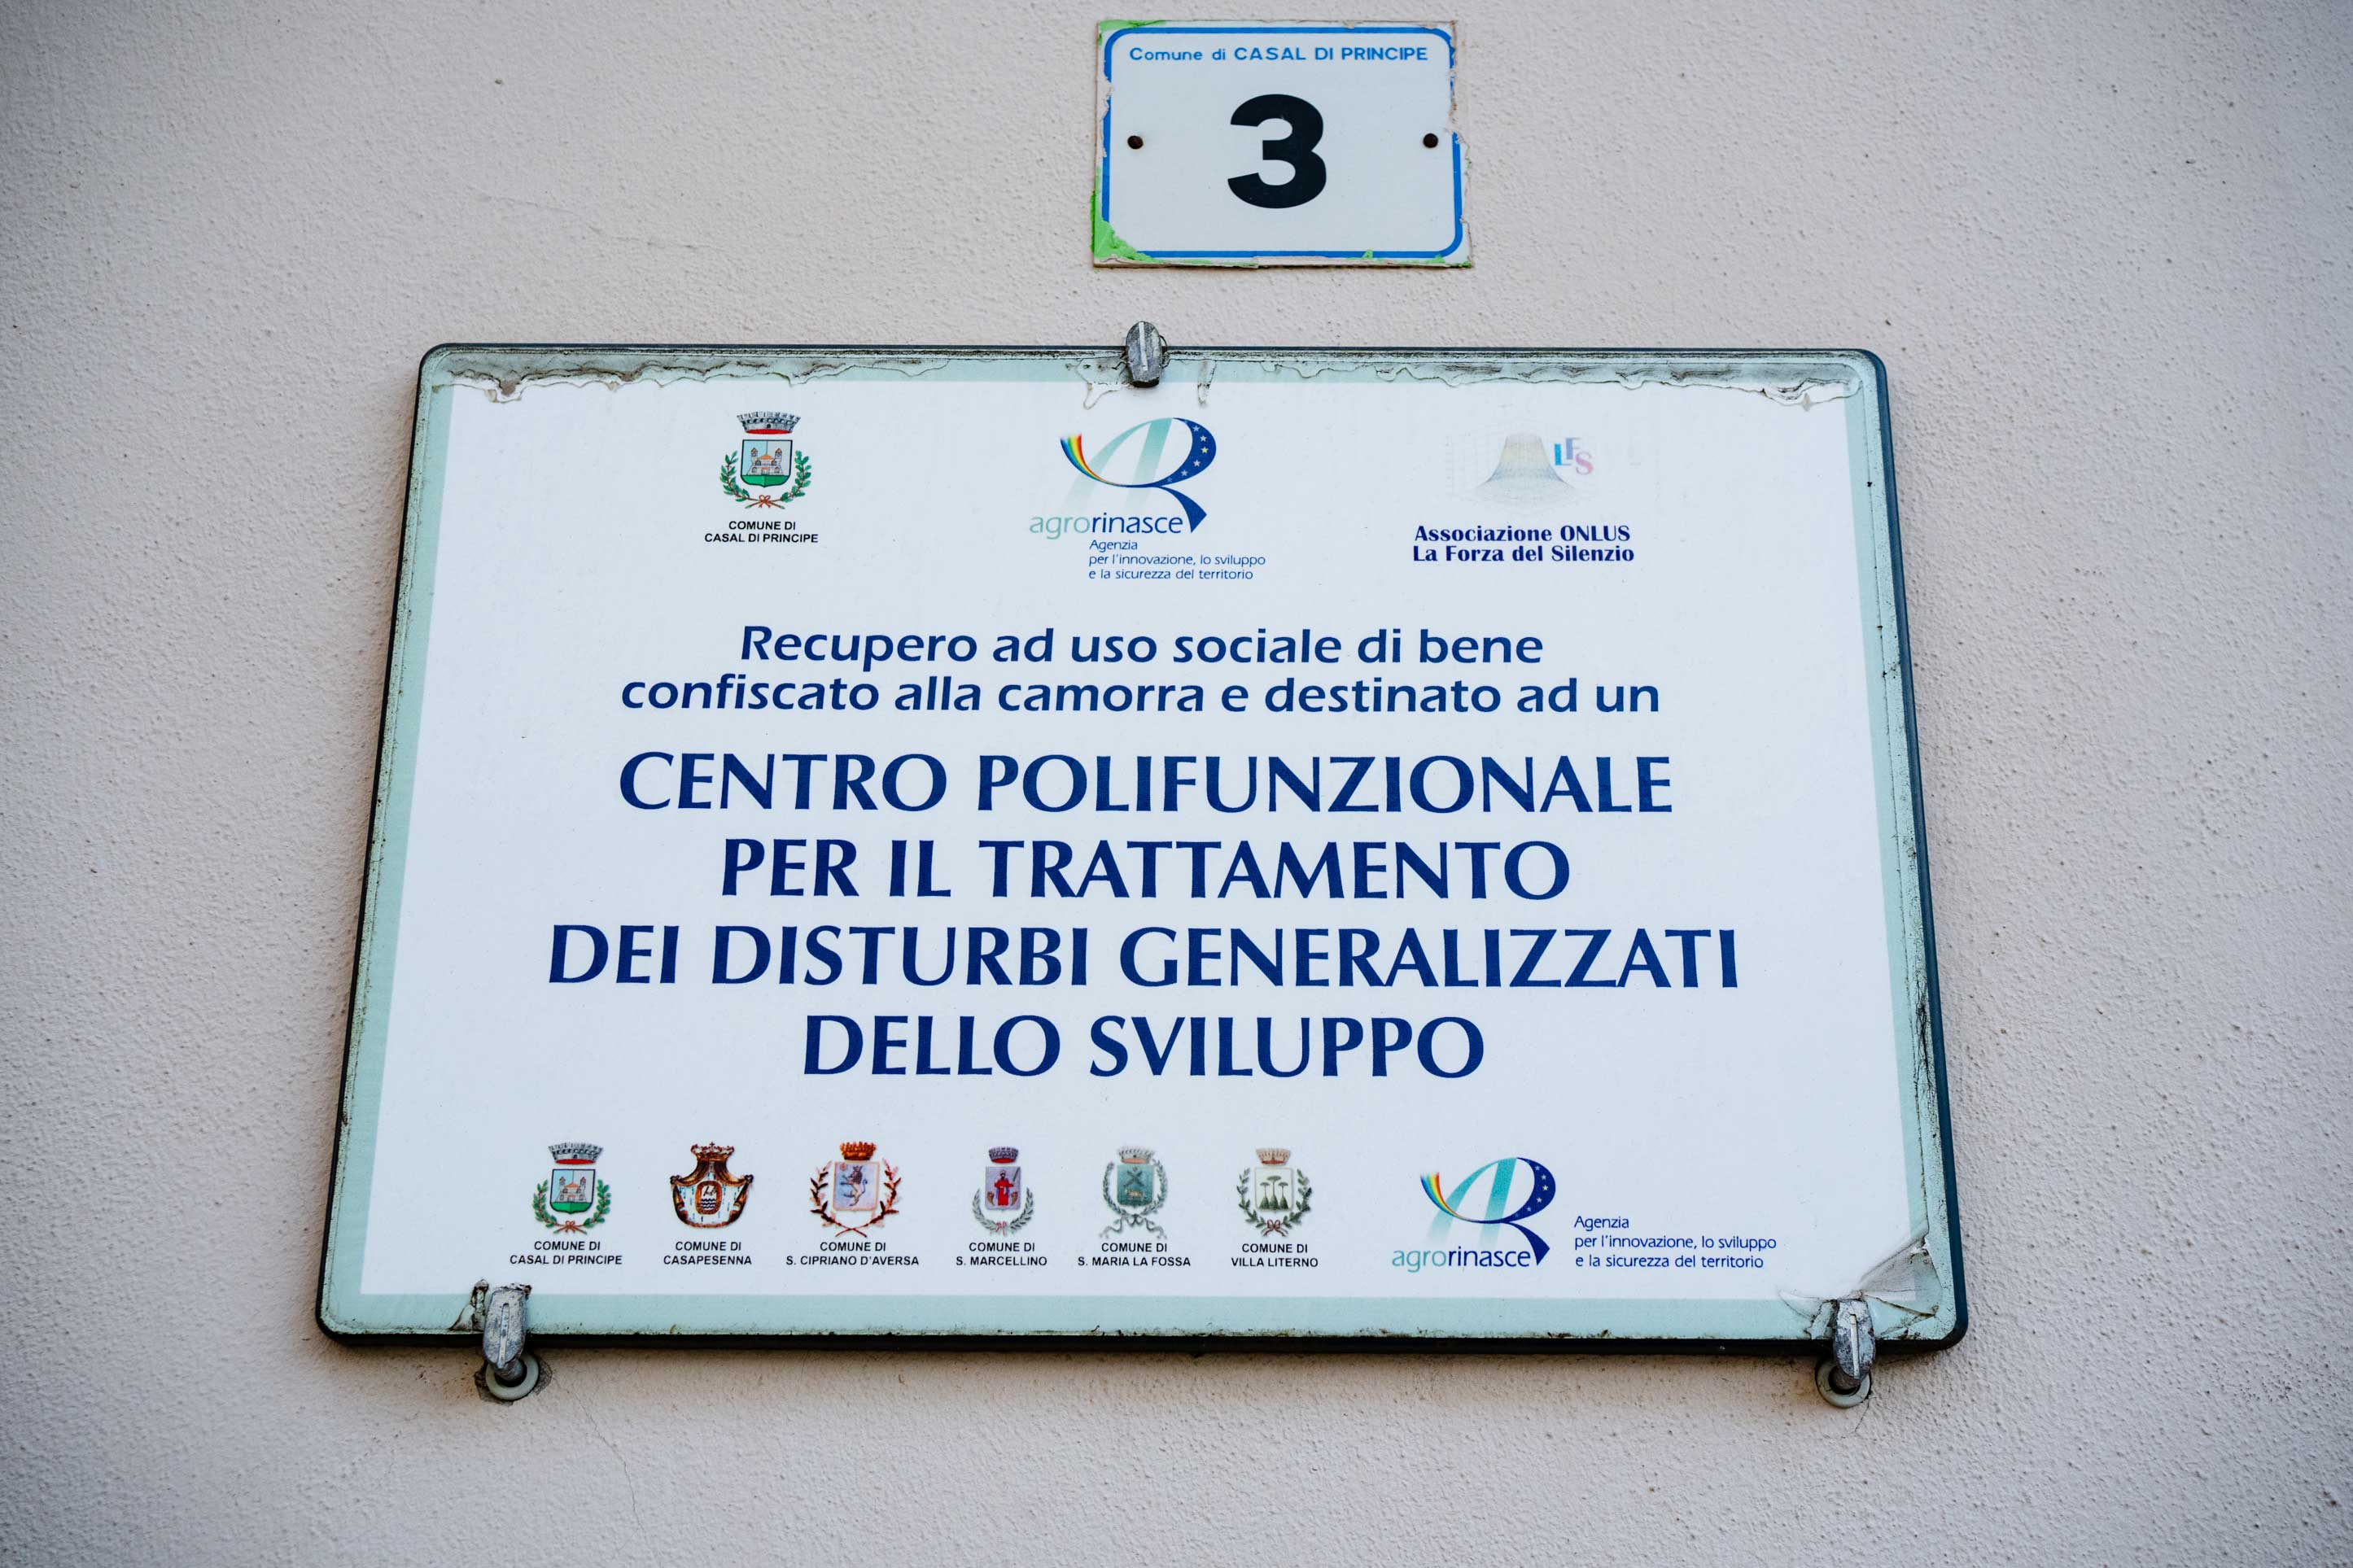 Comune di CASAL DI PRINCIPE
3
COMUNE DI
CASAL DI PRINCIPE
agrorinasce
Agenzia
per l'innovazione, lo sviluppo
e la sicurezza del territorio
LFS
Associazione ONLUS
La Forza del Silenzio
Recupero ad uso sociale di bene
confiscato alla camorra e destinato ad un
CENTRO POLIFUNZIONALE
PER IL TRATTAMENTO
DEI DISTURBI GENERALIZZATI
DELLO SVILUPPO
COMUNE DI
CASAL DI PRINCIPE
COMUNE DI
CASAPESENNA
COMUNE DI
S. CIPRIANO D'AVERSA
COMUNE DI
S. MARCELLINO
COMUNE DI
S. MARIA LA FOSSA
COMUNE DI
VILLA LITERNO
agrorinasce
Agenzia
per l'innovazione, lo sviluppo
e la sicurezza del territorio